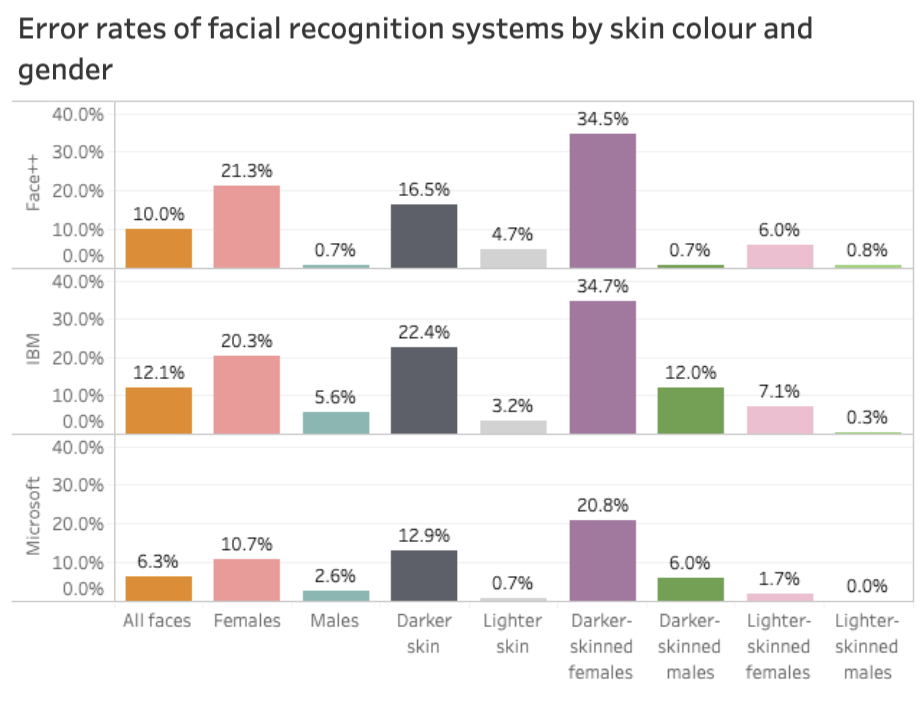 Error rates of facial recognition systems by skin colour and
gender
Face++
40.0%
30.0%
20.0%
10.0%
0.0%
10.0%
21.3%
0.7%
16.5%
4.7%
34.5%
0.7%
6.0%
0.8%
IBM
40.0%
30.0%
20.0%
10.0%
0.0%
12.1%
20.3%
5.6%
22.4%
3.2%
34.7%
12.0%
7.1%
0.3%
Microsoft
40.0%
30.0%
20.0%
10.0%
0.0%
6.3%
10.7%
2.6%
12.9%
0.7%
20.8%
6.0%
1.7%
0.0%
All faces
Females
Males
Darker
skin
Lighter
skin
Darker-
skinned
females
Darker-
skinned
males
Lighter-
skinned
females
Lighter-
skinned
males